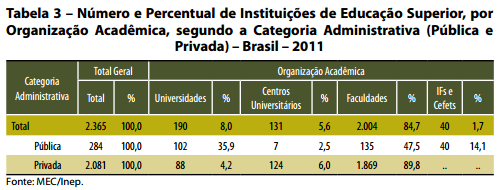 Tabela 3 – Número e Percentual de Instituições de Educação Superior, por
Organização Acadêmica, segundo a Categoria Administrativa (Pública e
Privada) – Brasil – 2011
Categoria Administrativa Total Geral Organização Acadêmica
Total % Universidades % Centros Universitários % Faculdades % IFs e Cefets %
Total 2.365 100,0 190 8,0 131 5,6 2.004 84,7 40 1,7
Pública 284 100,0 102 35,9 7 2,5 135 47,5 40 14,1
Privada 2.081 100,0 88 4,2 124 6,0 1.869 89,8 .. ..
Fonte: MEC/Inep.